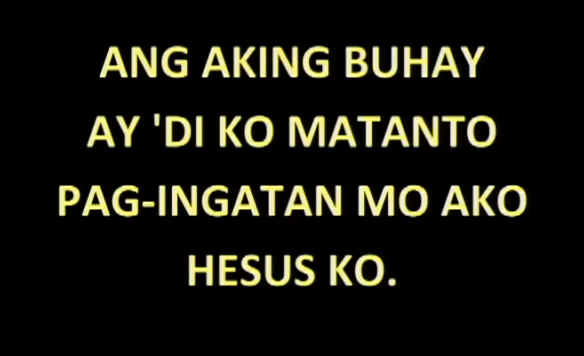 ANG AKING BUHAY
AY 'DI KO MATANTO
PAG-INGATAN MO AKO
HESUS KO.